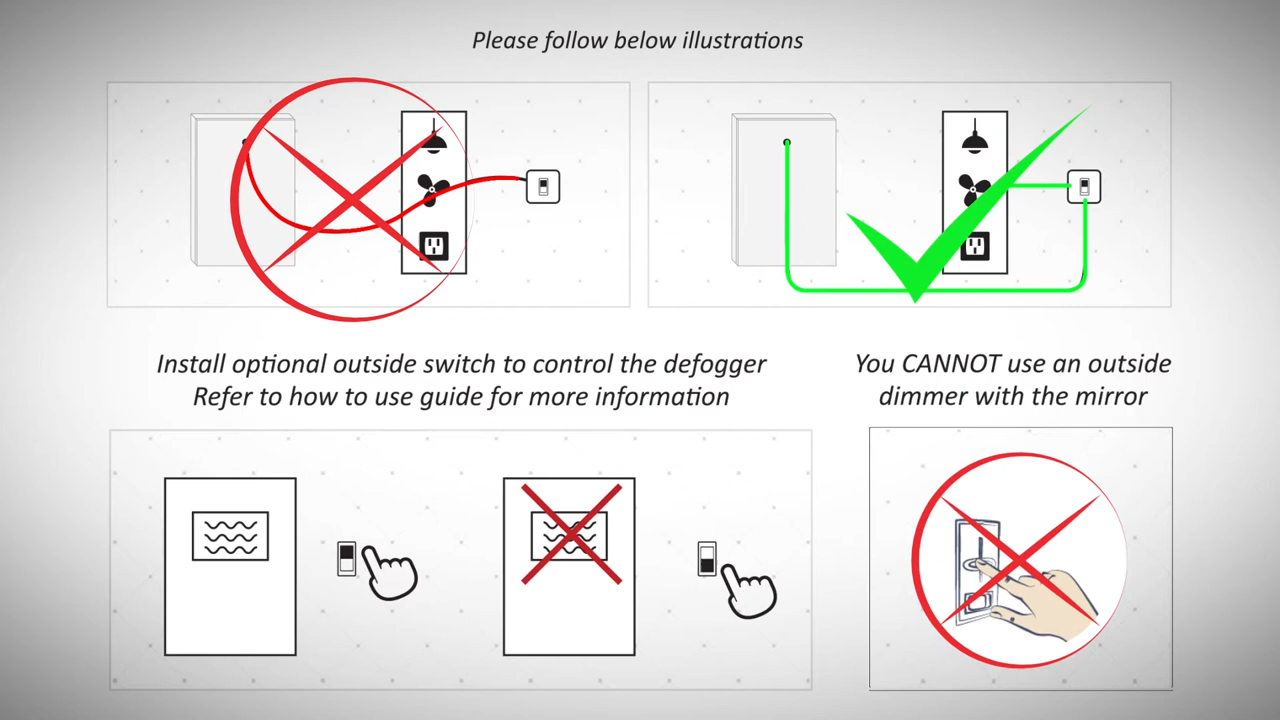 Please follow below illustrations
Install optional outside switch to control the defogger
Refer to how to use guide for more information
You CANNOT use an outside
dimmer with the mirror